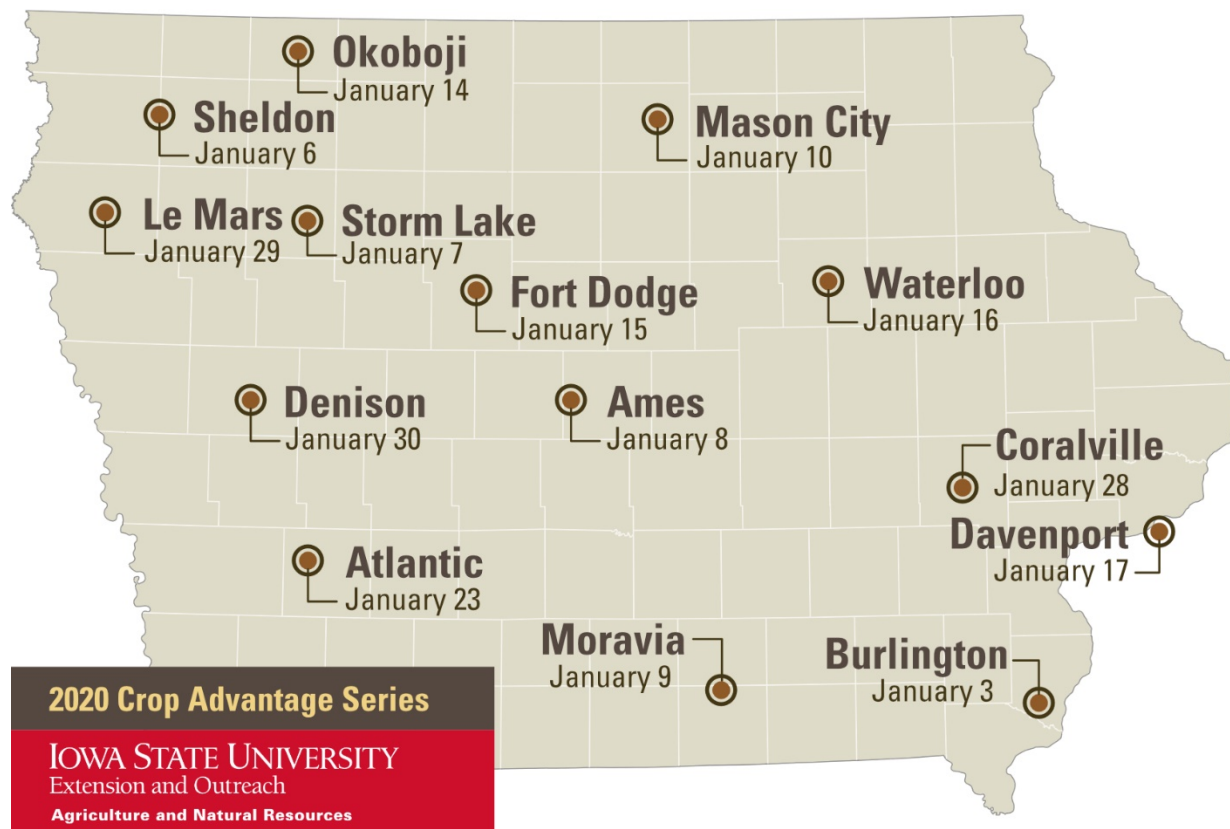 Okoboji
January 14
Sheldon
January 6
Mason City
January 10
Le Mars
January 29
Storm Lake
January 7
Fort Dodge
January 15
Waterloo
January 16
Denison
January 30
Ames
January 8
Coralville
January 28
Davenport
January 17
Atlantic
January 23
Moravia
January 9
Burlington
January 3
2020 Crop Advantage Series
IOWA STATE UNIVERSITY
Extension and Outreach
Agriculture and Natural Resources